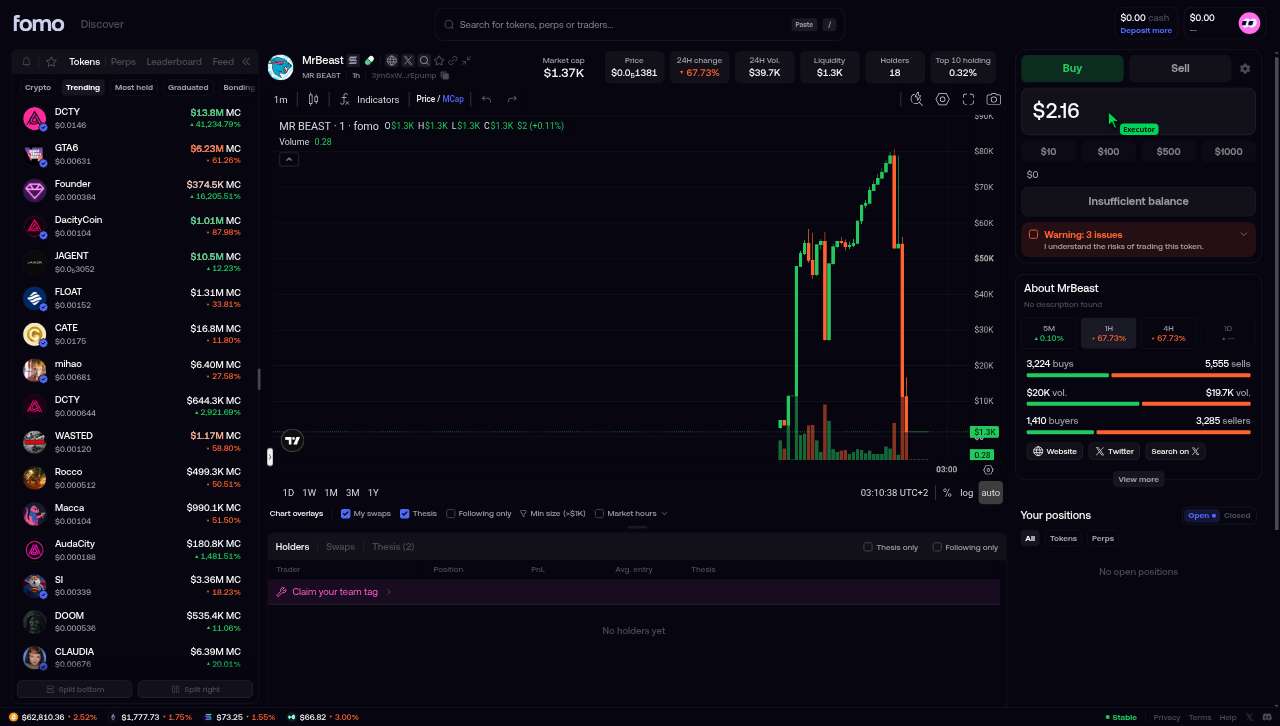 fomo Discover
Search for tokens, perps or traders... Paste /
$0.00 cash
Deposit more
$0.00
—
Tokens Perps Leaderboard Feed
Crypto Trending Most held Graduated Bonding
DCTY $13.8M MC
$0.0146 41,234.79%
GTA6 $6.23M MC
$0.00631 61.26%
Founder $374.5K MC
$0.000384 16,205.51%
DacityCoin $1.01M MC
$0.00104 87.98%
JAGENT $10.5M MC
$0.0₅3052 12.23%
FLOAT $1.31M MC
$0.00152 33.81%
CATE $16.8M MC
$0.0175 11.80%
mihao $6.40M MC
$0.00681 27.58%
DCTY $644.3K MC
$0.000644 2,921.69%
WASTED $1.17M MC
$0.00120 58.80%
Rocco $499.3K MC
$0.000512 50.51%
Macca $990.1K MC
$0.00104 51.50%
AudaCity $180.8K MC
$0.000188 1,481.51%
SI $3.36M MC
$0.00339 18.23%
DOOM $535.4K MC
$0.000536 11.06%
CLAUDIA $6.39M MC
$0.00676 20.01%
Split bottom Split right
MrBeast
MR BEAST 1h 3jm6xW...rEpump
Market cap
$1.37K
Price
$0.0₅1381
24H change
67.73%
24H Vol.
$39.7K
Liquidity
$1.3K
Holders
18
Top 10 holding
0.32%
1m Indicators Price / MCap
MR BEAST · 1 · fomo O$1.3K H$1.3K L$1.3K C$1.3K $2 (+0.11%)
Volume 0.28
$90K
$80K
$70K
$60K
$50K
$40K
$30K
$20K
$10K
$1.3K
$0
0.28
03:00
1D 1W 1M 3M 1Y 03:10:38 UTC+2 % log auto
Chart overlays My swaps Thesis Following only Min size (>$1K) Market hours
Holders Swaps Thesis (2) Thesis only Following only
Trader Position PnL Avg. entry Thesis
Claim your team tag
No holders yet
Buy Sell
$2.16
Executor
$10 $100 $500 $1000
$0
Insufficient balance
Warning: 3 issues
I understand the risks of trading this token.
About MrBeast
No description found
5M 1H 4H 1D
0.10% 67.73% 67.73% —
3,224 buys 5,555 sells
$20K vol. $19.7K vol.
1,410 buyers 3,285 sellers
Website Twitter Search on X
View more
Your positions Open Closed
All Tokens Perps
No open positions
$62,810.36 2.52% $1,777.73 1.75% $73.25 1.55% $66.82 3.00% Stable Privacy Terms Help